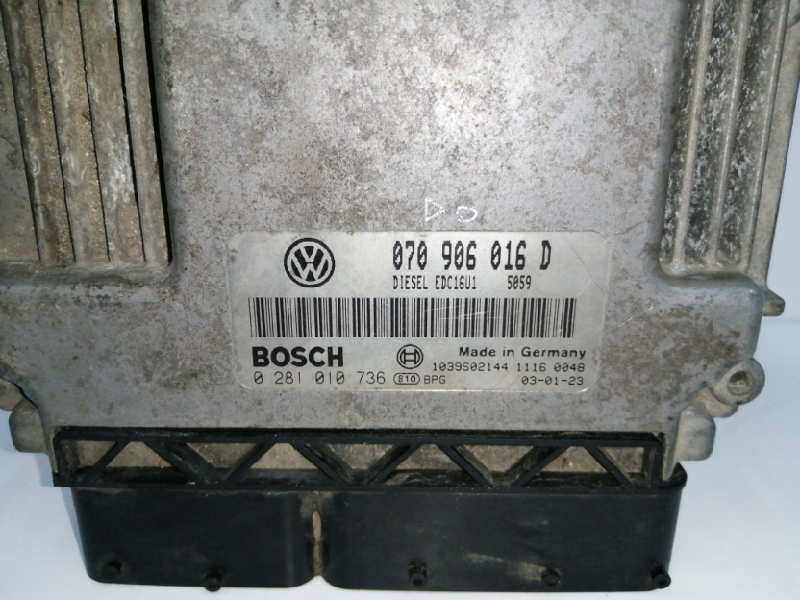 D O
070 906 016 D
DIESEL EDC16U1 5059
BOSCH
Made in Germany
1039S02144 1116 0048
0 281 010 736 E10 BPG 03-01-23